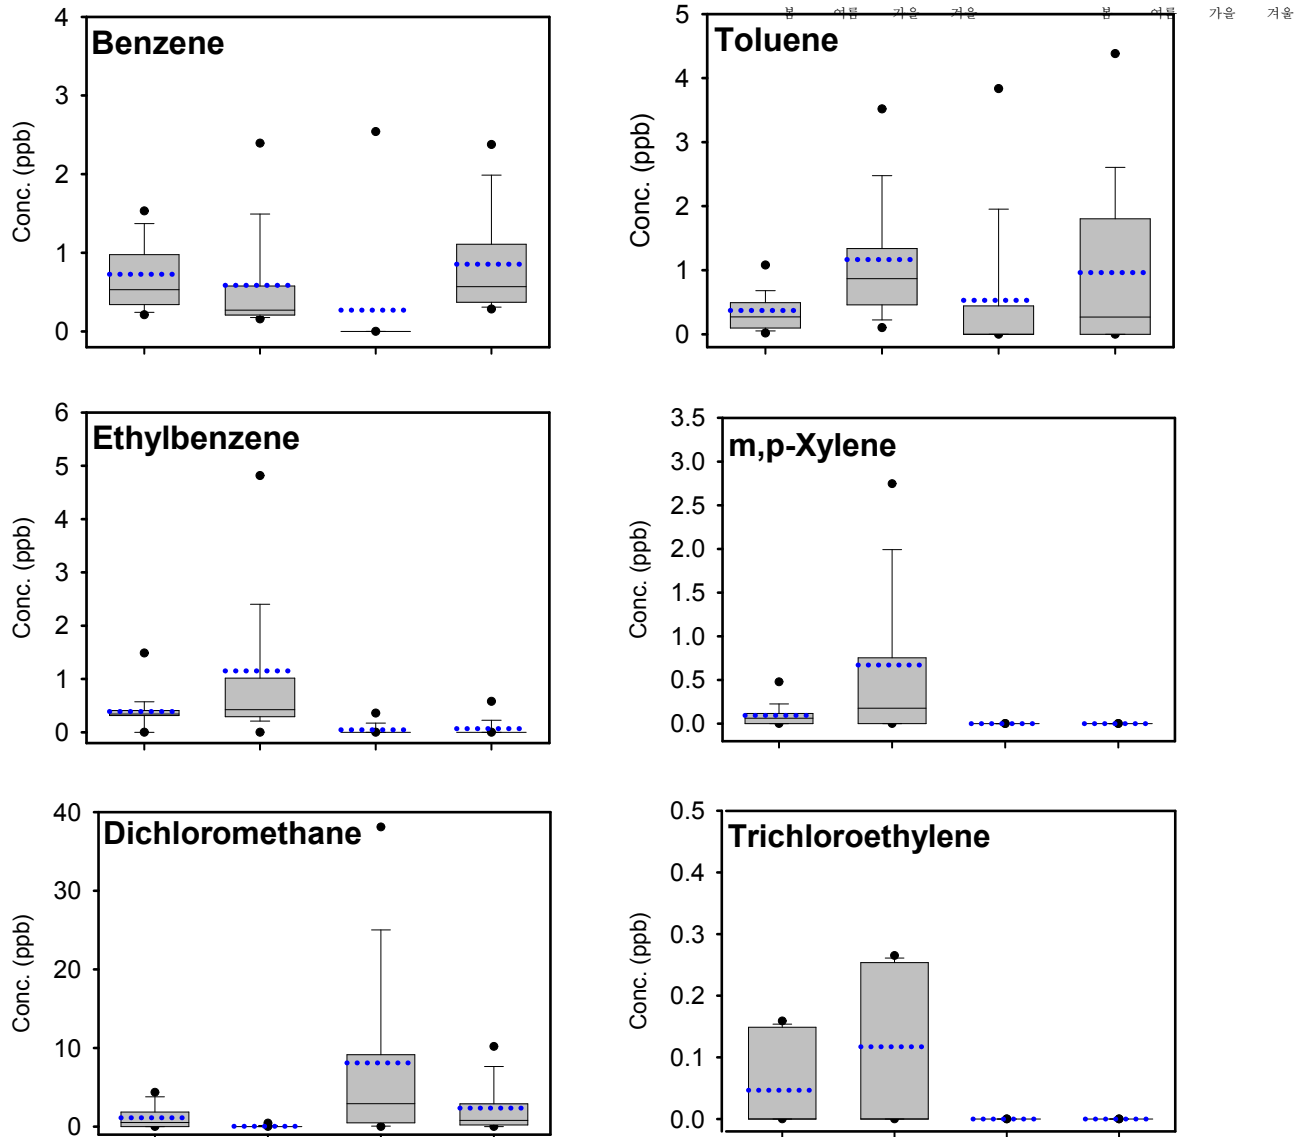 봄 여름 가을 겨울 봄 여름 가을 겨울
Benzene
Conc. (ppb)
4
3
2
1
0
Toluene
Conc. (ppb)
5
4
3
2
1
0
Ethylbenzene
Conc. (ppb)
6
5
4
3
2
1
0
m,p-Xylene
Conc. (ppb)
3.5
3.0
2.5
2.0
1.5
1.0
0.5
0.0
Dichloromethane
Conc. (ppb)
40
30
20
10
0
Trichloroethylene
Conc. (ppb)
0.5
0.4
0.3
0.2
0.1
0.0